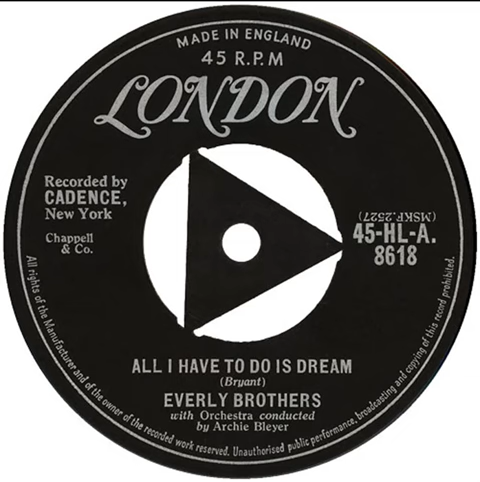 MADE IN ENGLAND
45 R.P.M
LONDON
Recorded by
CADENCE,
New York
Chappell
& Co.
(MSKF.2527)
45-HL-A.
8618
ALL I HAVE TO DO IS DREAM
(Bryant)
EVERLY BROTHERS
with Orchestra conducted
by Archie Bleyer
All rights of the Manufacturer and of the owner of the recorded work reserved. Unauthorised public performance, broadcasting and copying of this record prohibited.